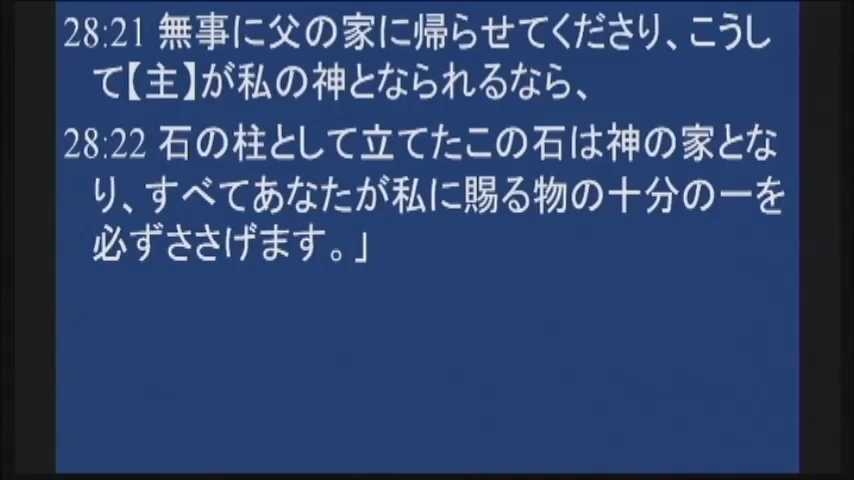 28:21 無事に父の家に帰らせてくださり、こうし
て【主】が私の神となられるなら、
28:22 石の柱として立てたこの石は神の家とな
り、すべてあなたが私に賜る物の十分の一を
必ずささげます。」